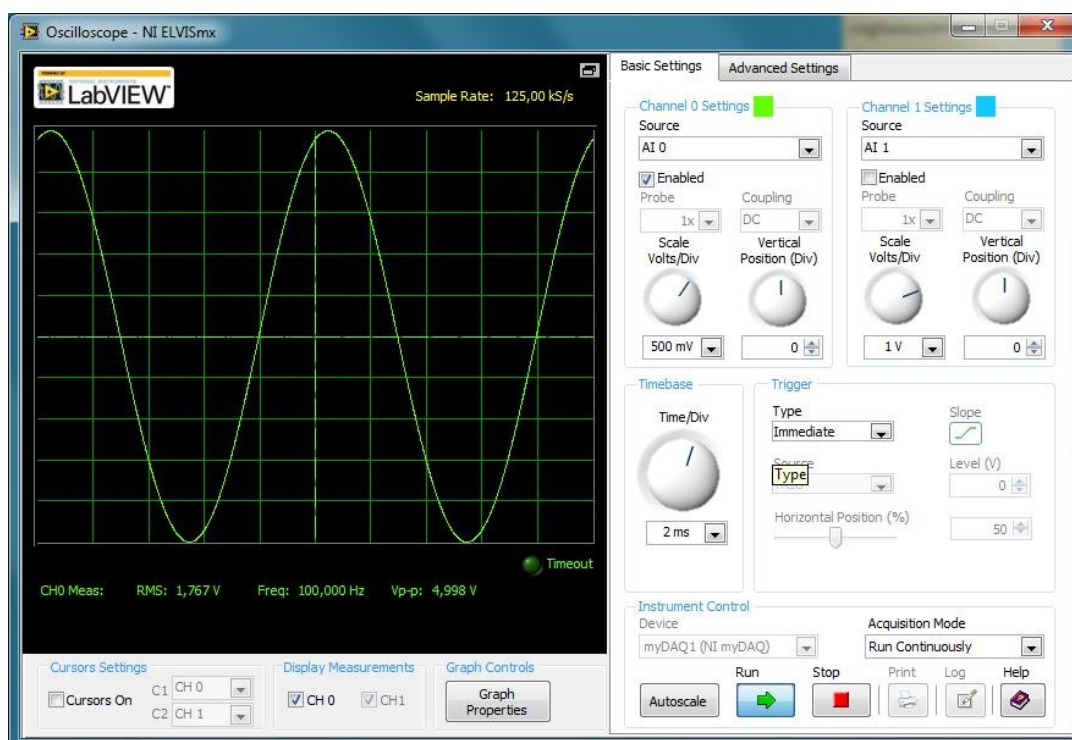 Oscilloscope - NI ELVISmx
POWERED BY
NATIONAL INSTRUMENTS
LabVIEW
Sample Rate: 125,00 kS/s
Timeout
CH0 Meas: RMS: 1,767 V Freq: 100,000 Hz Vp-p: 4,998 V
Cursors Settings
Cursors On
C1 CH 0
C2 CH 1
Display Measurements
CH 0 CH1
Graph Controls
Graph
Properties
Basic Settings Advanced Settings
Channel 0 Settings
Source
AI 0
Enabled
Probe Coupling
1x DC
Scale Vertical
Volts/Div Position (Div)
500 mV 0
Channel 1 Settings
Source
AI 1
Enabled
Probe Coupling
1x DC
Scale Vertical
Volts/Div Position (Div)
1 V 0
Timebase
Time/Div
2 ms
Trigger
Type Slope
Immediate
Source Level (V)
Type
0
Horizontal Position (%)
50
Instrument Control
Device Acquisition Mode
myDAQ1 (NI myDAQ) Run Continuously
Run Stop Print Log Help
Autoscale